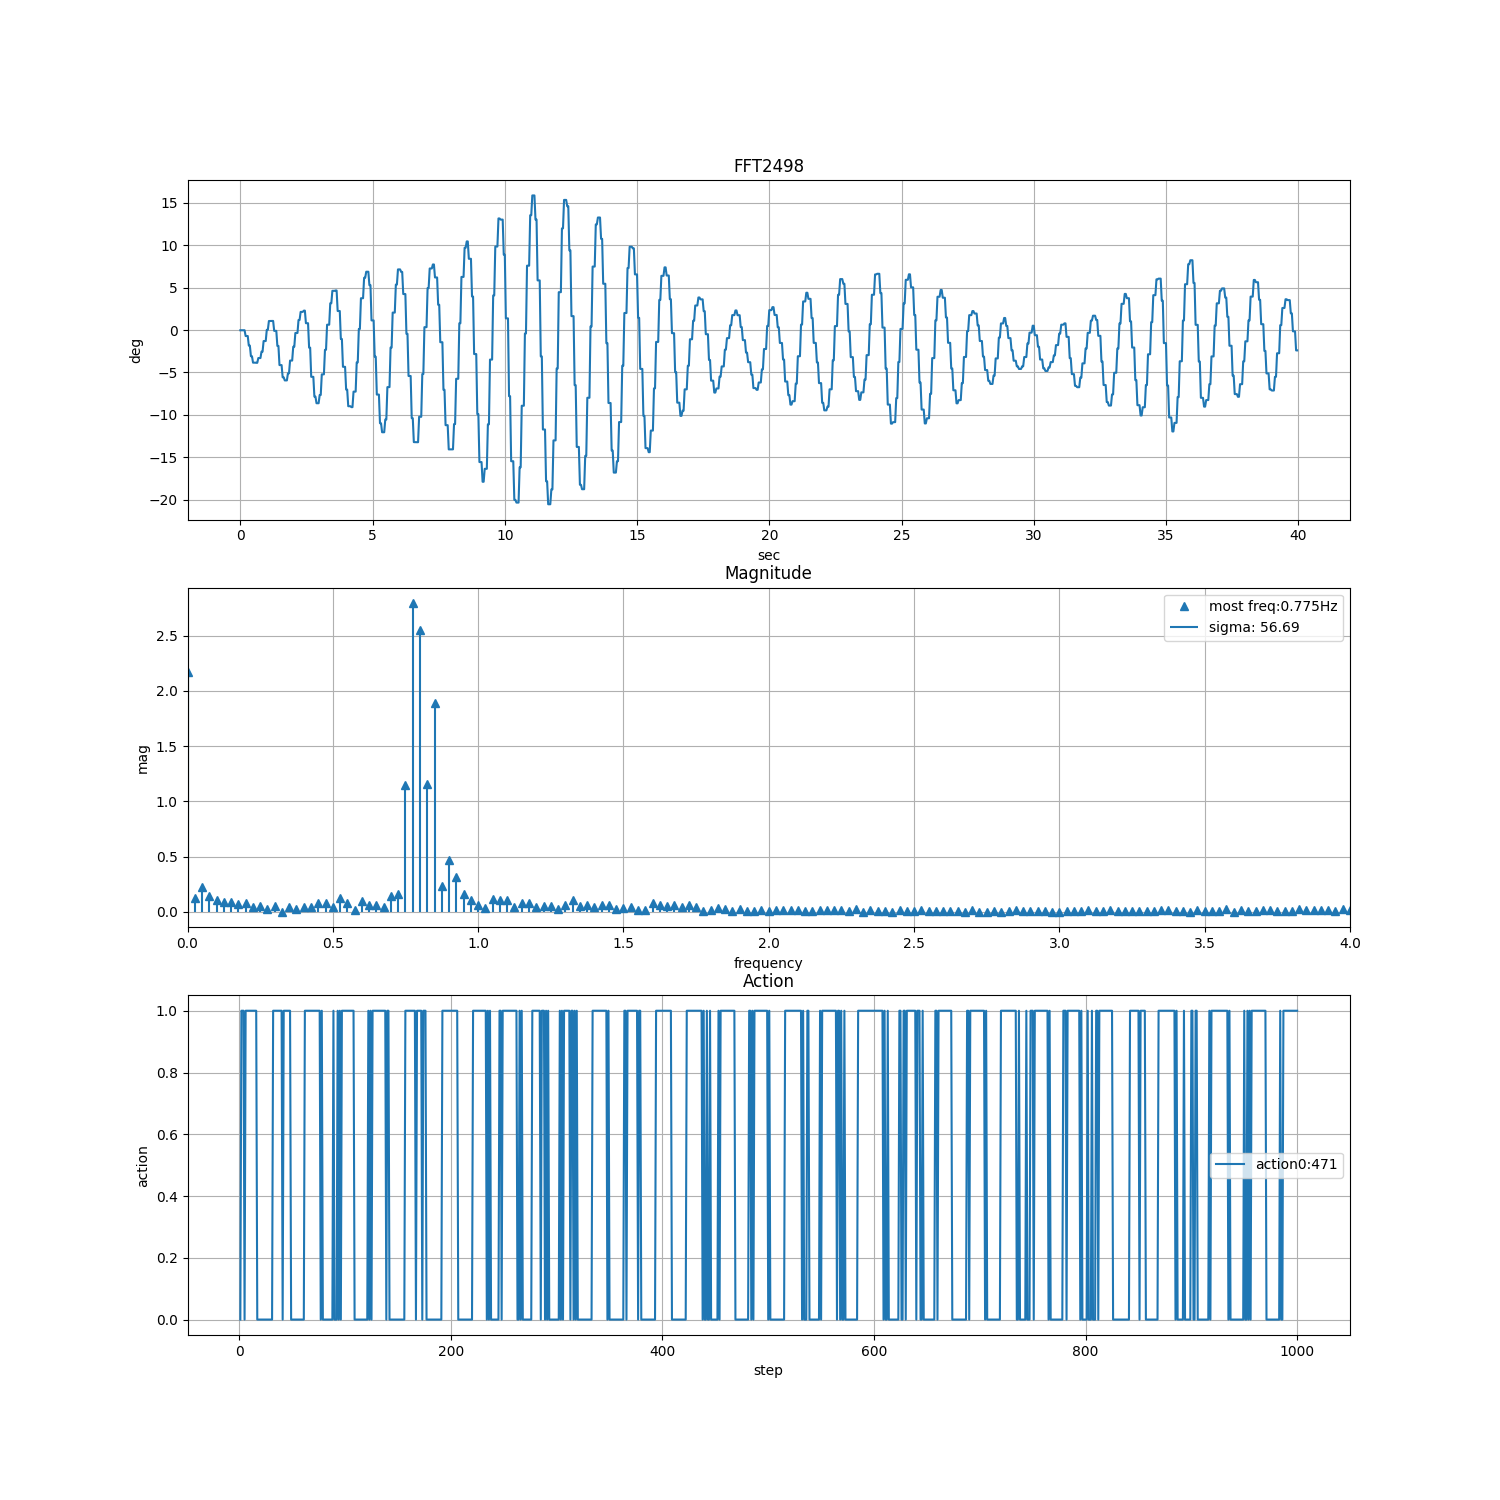 FFT2498
15
10
5
0
−5
−10
−15
−20
deg
0 5 10 15 20 25 30 35 40
sec
Magnitude
most freq:0.775Hz
sigma: 56.69
2.5
2.0
1.5
1.0
0.5
0.0
mag
0.0 0.5 1.0 1.5 2.0 2.5 3.0 3.5 4.0
frequency
Action
1.0
0.8
0.6
0.4
0.2
0.0
action
action0:471
0 200 400 600 800 1000
step